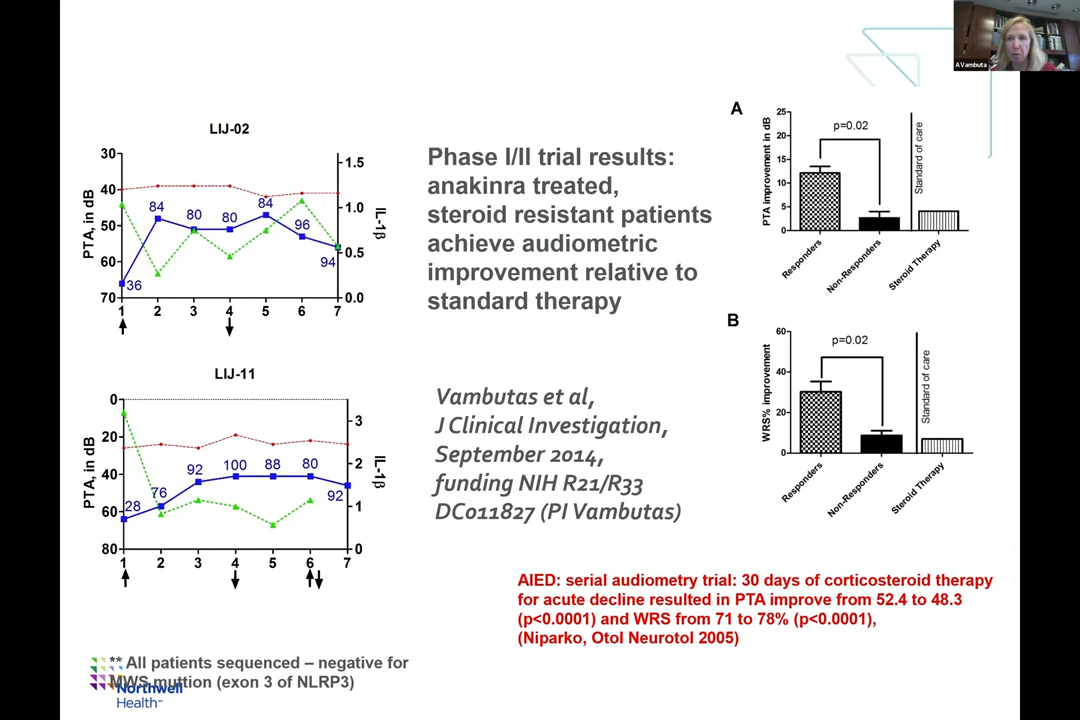 A Vambuta
LIJ-02
30
40
50
60
70
PTA, in dB
1.5
1.0
0.5
0.0
IL-1β
36
84
80
80
84
96
94
1 2 3 4 5 6 7
LIJ-11
0
20
40
60
80
PTA, in dB
3
2
1
0
IL-1β
28
76
92
100
88
80
92
1 2 3 4 5 6 7
** All patients sequenced – negative for
MWS muttion (exon 3 of NLRP3)
Northwell
Health
Phase I/II trial results:
anakinra treated,
steroid resistant patients
achieve audiometric
improvement relative to
standard therapy
Vambutas et al,
J Clinical Investigation,
September 2014,
funding NIH R21/R33
DC011827 (PI Vambutas)
A
PTA improvement in dB
25
20
15
10
5
0
p=0.02
Standard of care
Responders
Non-Responders
Steroid Therapy
B
WRS% improvement
60
40
20
0
p=0.02
Standard of care
Responders
Non-Responders
Steroid Therapy
AIED: serial audiometry trial: 30 days of corticosteroid therapy
for acute decline resulted in PTA improve from 52.4 to 48.3
(p<0.0001) and WRS from 71 to 78% (p<0.0001),
(Niparko, Otol Neurotol 2005)